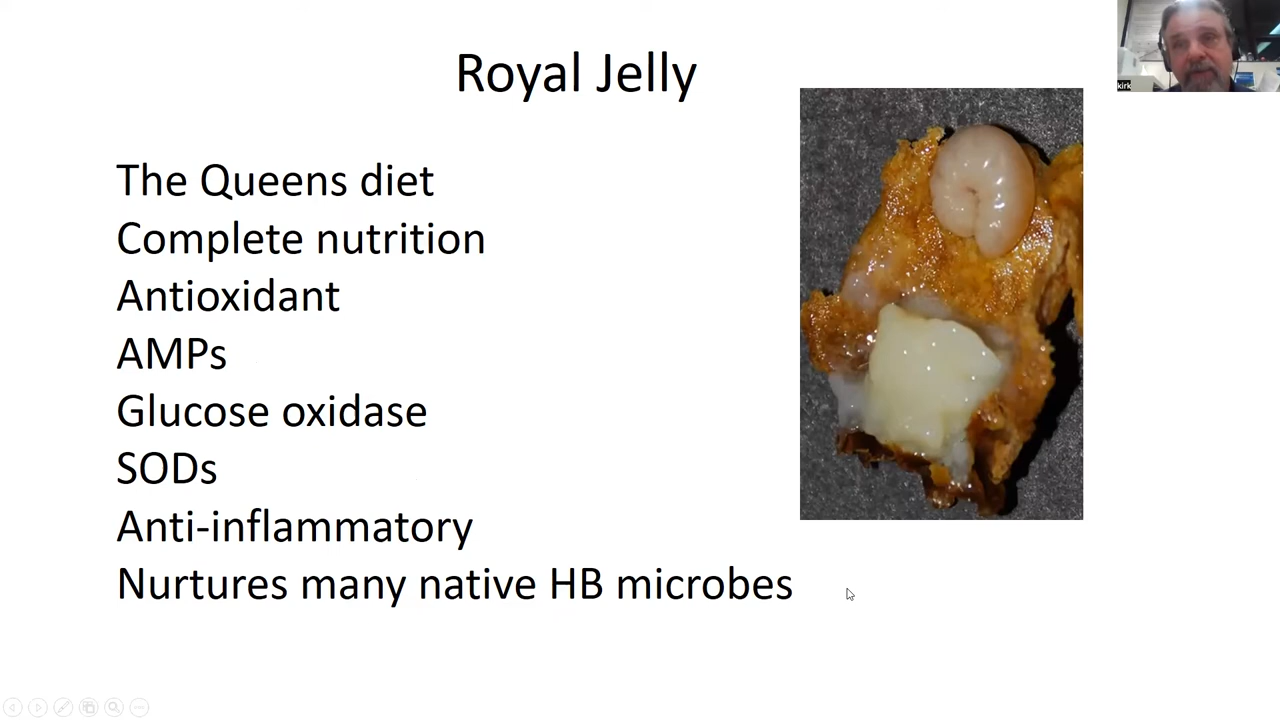 Royal Jelly
kirk
The Queens diet
Complete nutrition
Antioxidant
AMPs
Glucose oxidase
SODs
Anti-inflammatory
Nurtures many native HB microbes